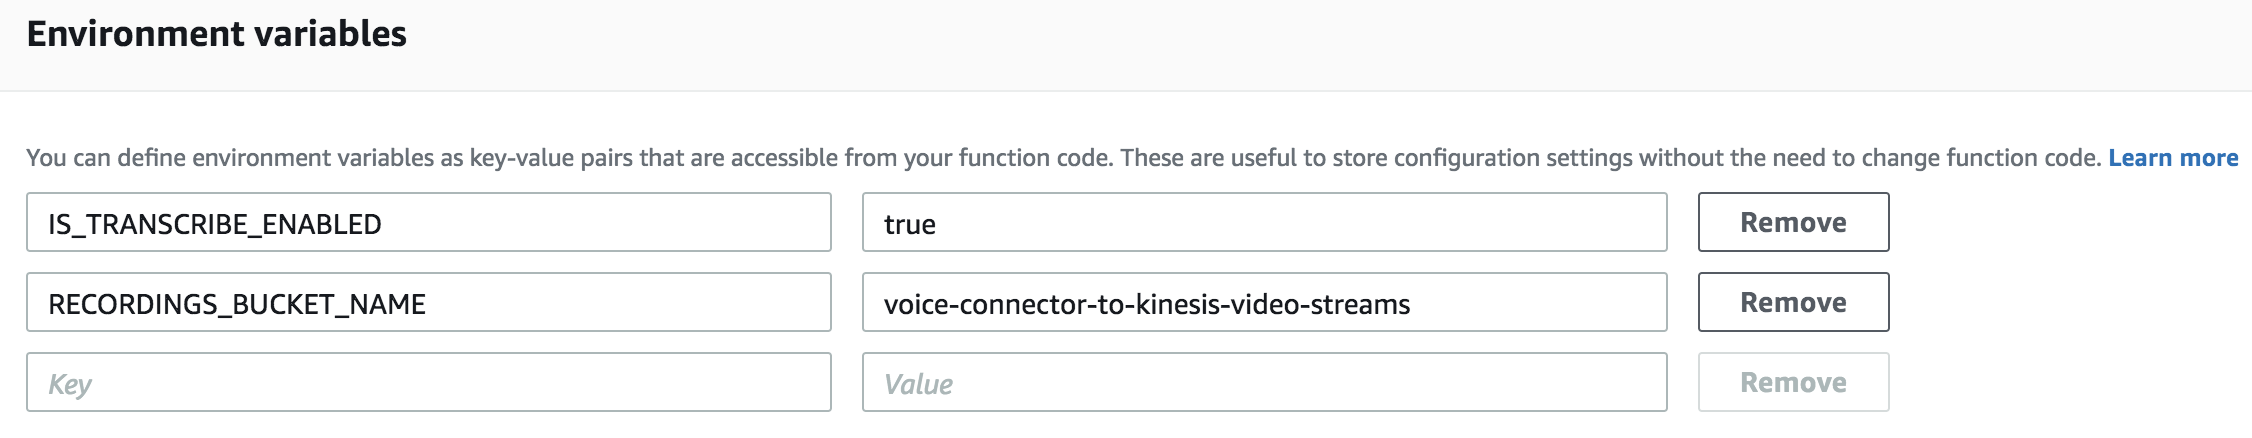 Environment variables
You can define environment variables as key-value pairs that are accessible from your function code. These are useful to store configuration settings without the need to change function code. Learn more
IS_TRANSCRIBE_ENABLED true Remove
RECORDINGS_BUCKET_NAME voice-connector-to-kinesis-video-streams Remove
Key Value Remove